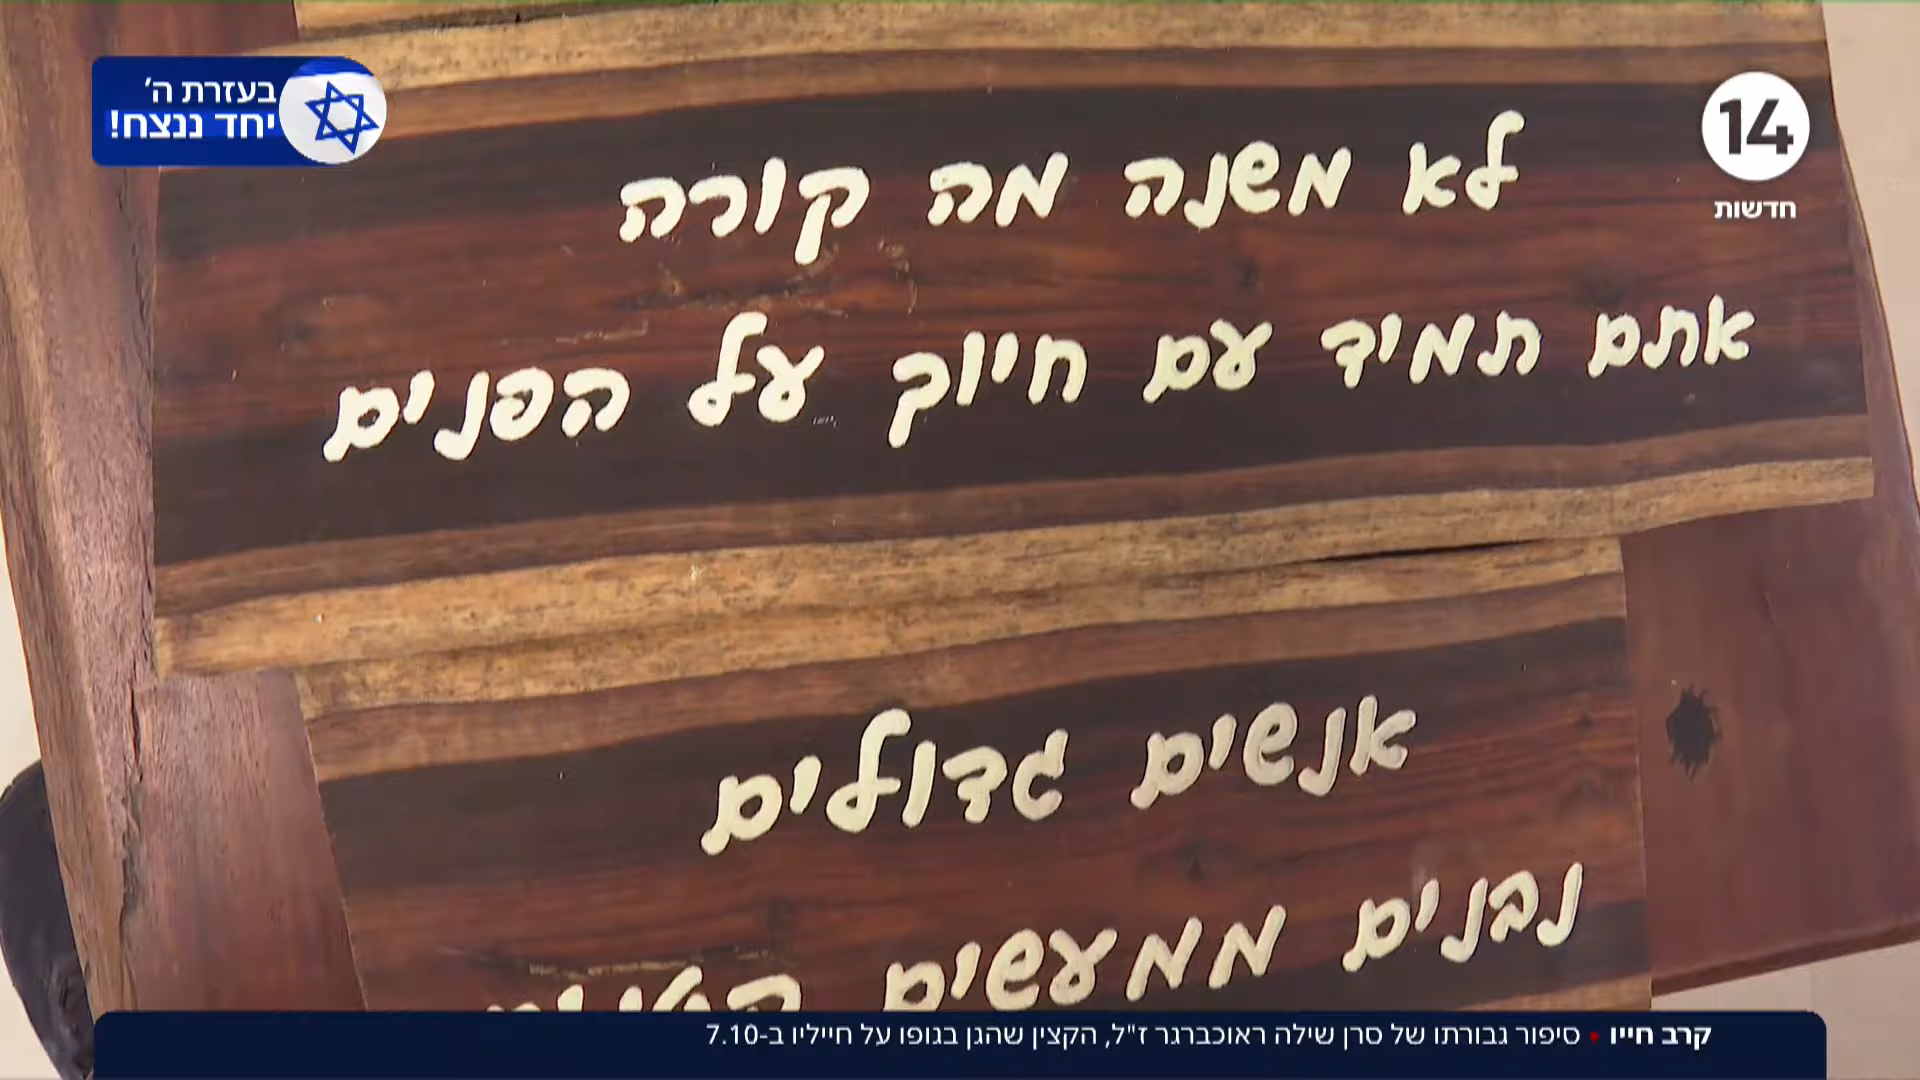 בעזרת ה'
יחד ננצח!
14
חדשות
לא משנה מה קורה
אתם תמיד עם חיוך על הפנים
אנשים גדולים
נבנים ממעשים
קרב חייו • סיפור גבורתו של סרן שילה ראוכברגר ז"ל, הקצין שהגן בגופו על חייליו ב-7.10